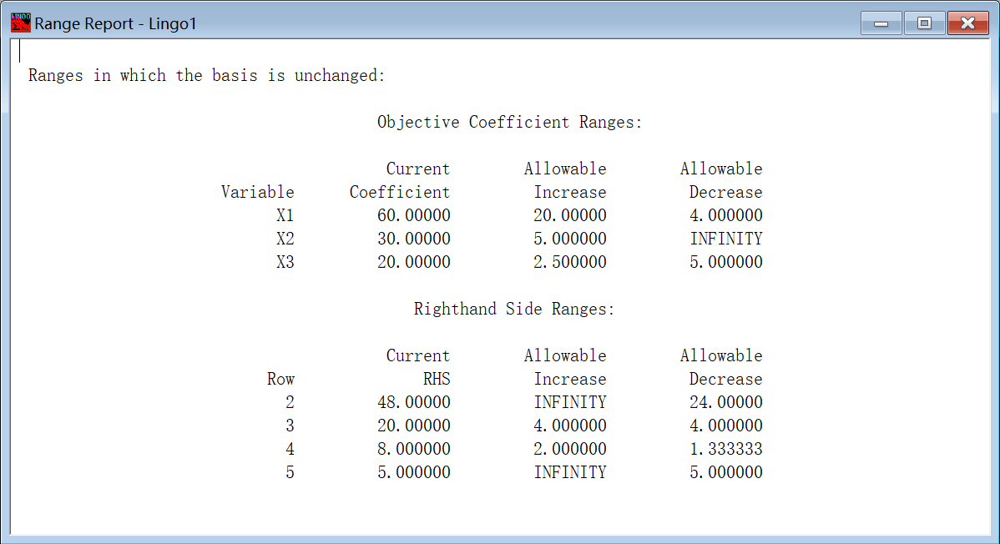 Range Report - Lingo1
Ranges in which the basis is unchanged:
Objective Coefficient Ranges:
Current Allowable Allowable
Variable Coefficient Increase Decrease
X1 60.00000 20.00000 4.000000
X2 30.00000 5.000000 INFINITY
X3 20.00000 2.500000 5.000000
Righthand Side Ranges:
Current Allowable Allowable
Row RHS Increase Decrease
2 48.00000 INFINITY 24.00000
3 20.00000 4.000000 4.000000
4 8.000000 2.000000 1.333333
5 5.000000 INFINITY 5.000000